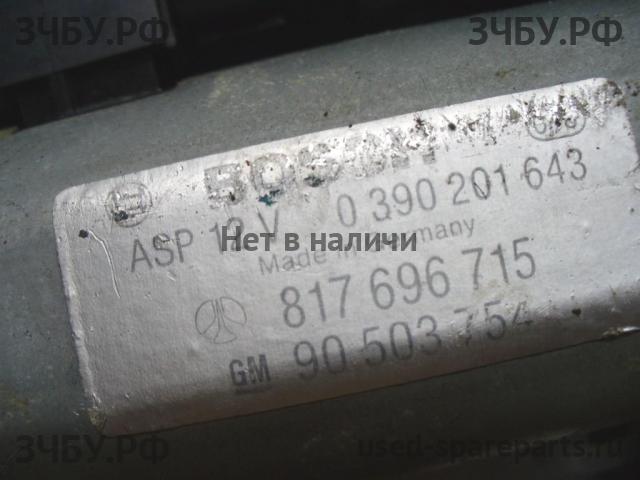 ЗЧБУ.РФ
ЗЧБУ.РФ
BOSCH
ASP 12 V 0 390 201 643
Нет в наличии
Made in Germany
817 696 715
GM 90 503 754
ЗЧБУ.РФ
used-spareparts.ru